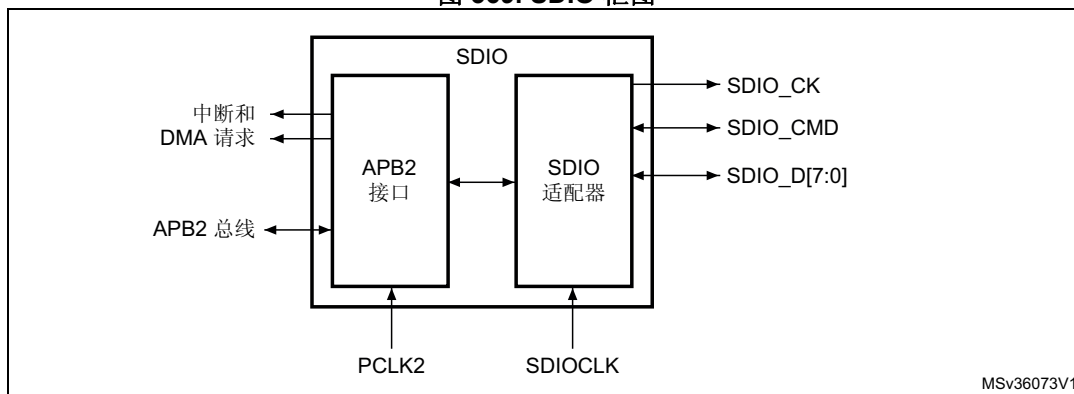 SDIO
中断和
DMA 请求
APB2 总线
APB2
接口
SDIO
适配器
SDIO_CK
SDIO_CMD
SDIO_D[7:0]
PCLK2
SDIOCLK
MSv36073V1